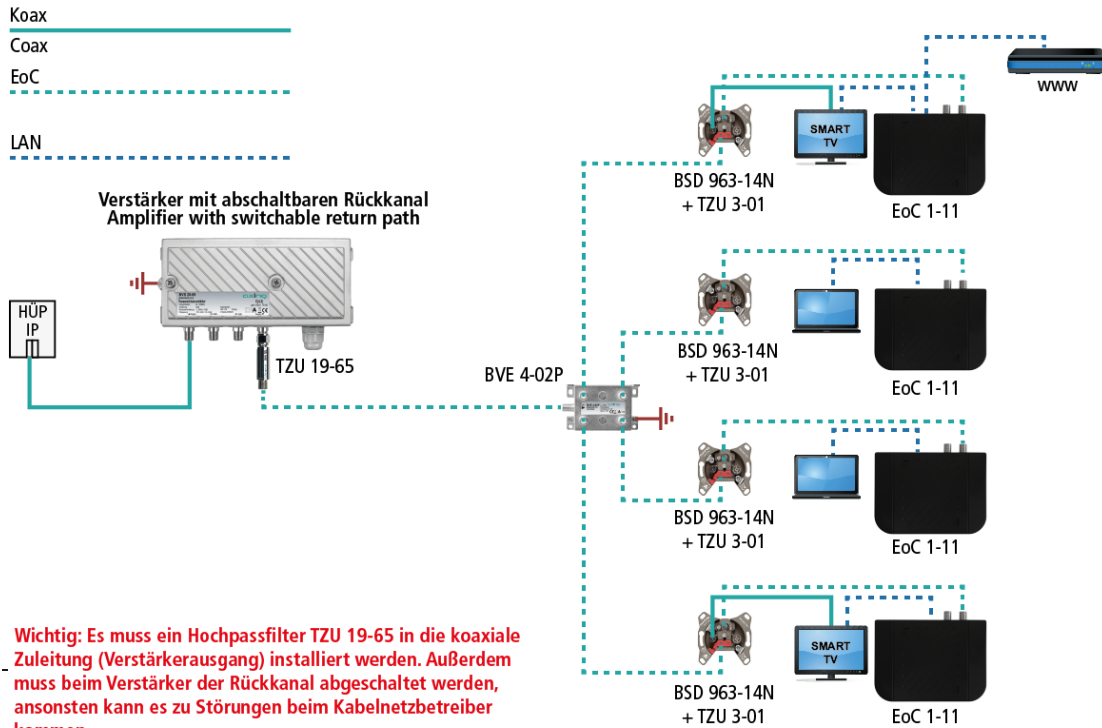 Koax
Coax
EoC
LAN
WWW
SMART
TV
BSD 963-14N
+ TZU 3-01
EoC 1-11
Verstärker mit abschaltbaren Rückkanal
Amplifier with switchable return path
HÜP
IP
TZU 19-65
BVE 4-02P
BSD 963-14N
+ TZU 3-01
EoC 1-11
BSD 963-14N
+ TZU 3-01
EoC 1-11
SMART
TV
BSD 963-14N
+ TZU 3-01
EoC 1-11
Wichtig: Es muss ein Hochpassfilter TZU 19-65 in die koaxiale
Zuleitung (Verstärkerausgang) installiert werden. Außerdem
muss beim Verstärker der Rückkanal abgeschaltet werden,
ansonsten kann es zu Störungen beim Kabelnetzbetreiber